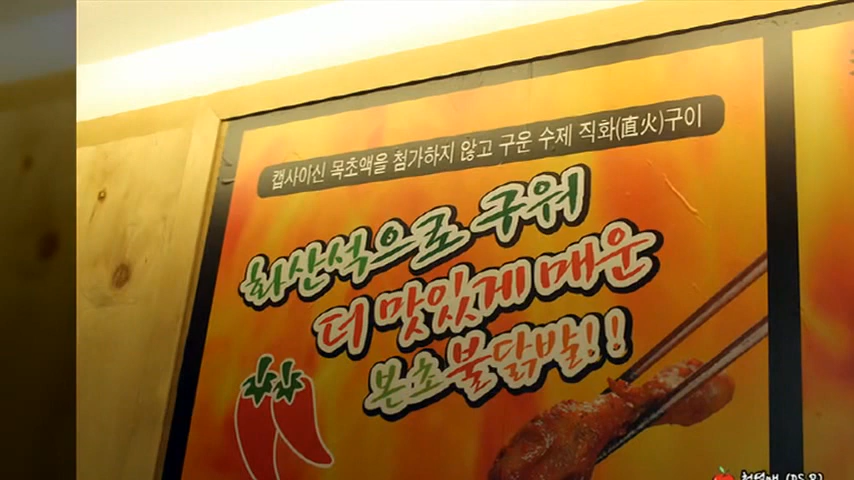 캡사이신 목초액을 첨가하지 않고 구운 수제 직화(直火)구이
화산석으로 구워
더 맛있게 매운
본초불닭발!!